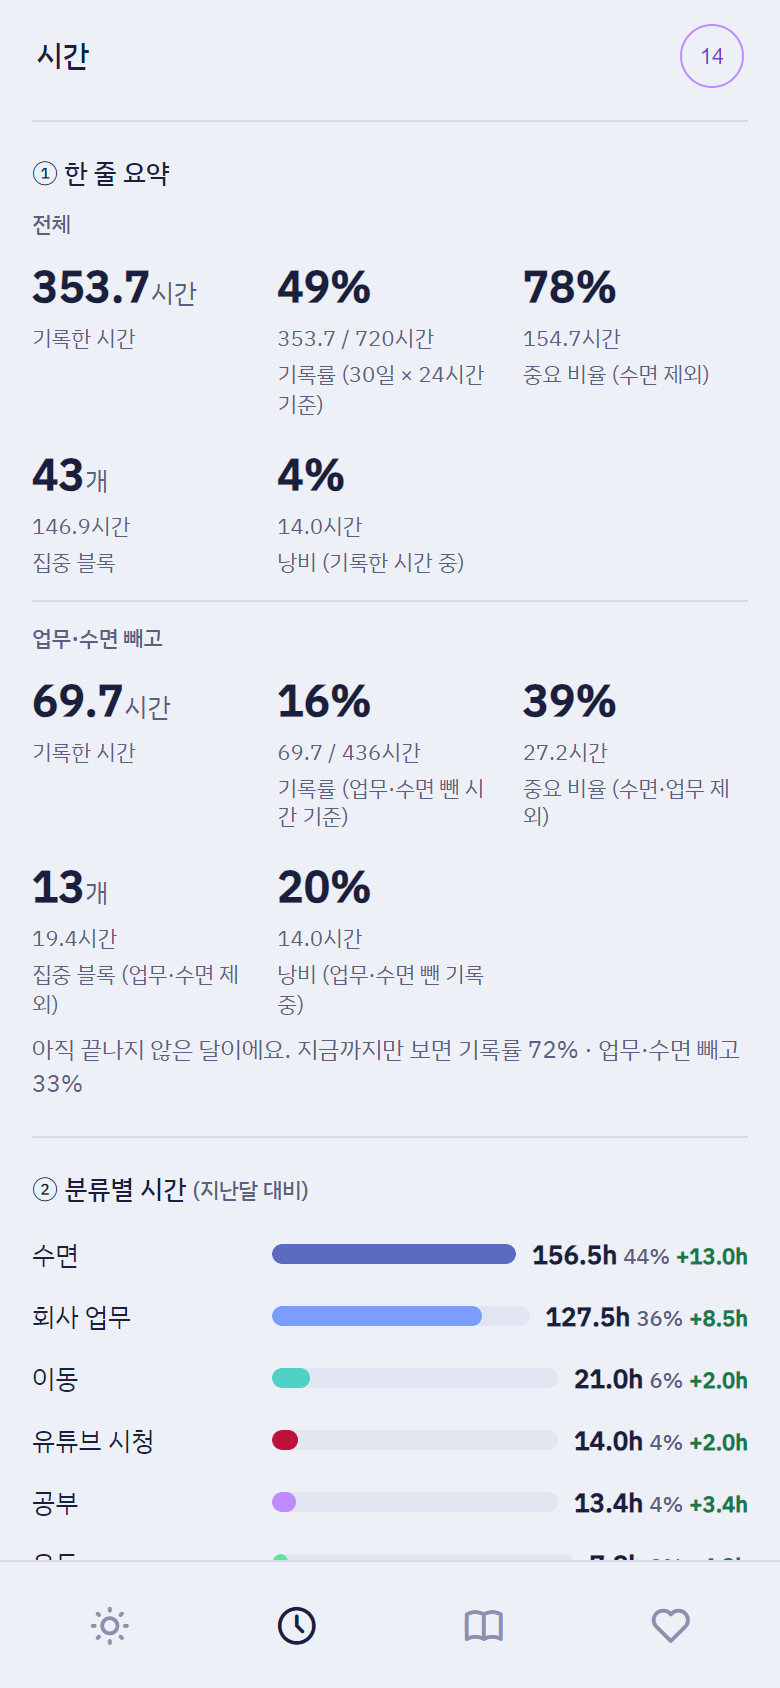 시간
14
① 한 줄 요약
전체
353.7시간
기록한 시간
49%
353.7 / 720시간
기록률 (30일 × 24시간
기준)
78%
154.7시간
중요 비율 (수면 제외)
43개
146.9시간
집중 블록
4%
14.0시간
낭비 (기록한 시간 중)
업무·수면 빼고
69.7시간
기록한 시간
16%
69.7 / 436시간
기록률 (업무·수면 뺀 시
간 기준)
39%
27.2시간
중요 비율 (수면·업무 제
외)
13개
19.4시간
집중 블록 (업무·수면 제
외)
20%
14.0시간
낭비 (업무·수면 뺀 기록
중)
아직 끝나지 않은 달이에요. 지금까지만 보면 기록률 72% · 업무·수면 빼고
33%
② 분류별 시간 (지난달 대비)
수면 156.5h 44% +13.0h
회사 업무 127.5h 36% +8.5h
이동 21.0h 6% +2.0h
유튜브 시청 14.0h 4% +2.0h
공부 13.4h 4% +3.4h